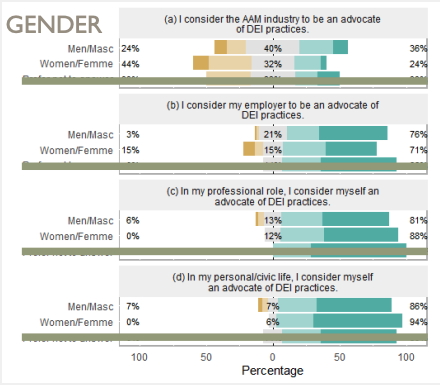 GENDER
(a) I consider the AAM industry to be an advocate
of DEI practices.
Men/Masc 24% 40% 36%
Women/Femme 44% 32% 24%
(b) I consider my employer to be an advocate of
DEI practices.
Men/Masc 3% 21% 76%
Women/Femme 15% 15% 71%
(c) In my professional role, I consider myself an
advocate of DEI practices.
Men/Masc 6% 13% 81%
Women/Femme 0% 12% 88%
(d) In my personal/civic life, I consider myself
an advocate of DEI practices.
Men/Masc 7% 7% 86%
Women/Femme 0% 6% 94%
100 50 0 50 100
Percentage